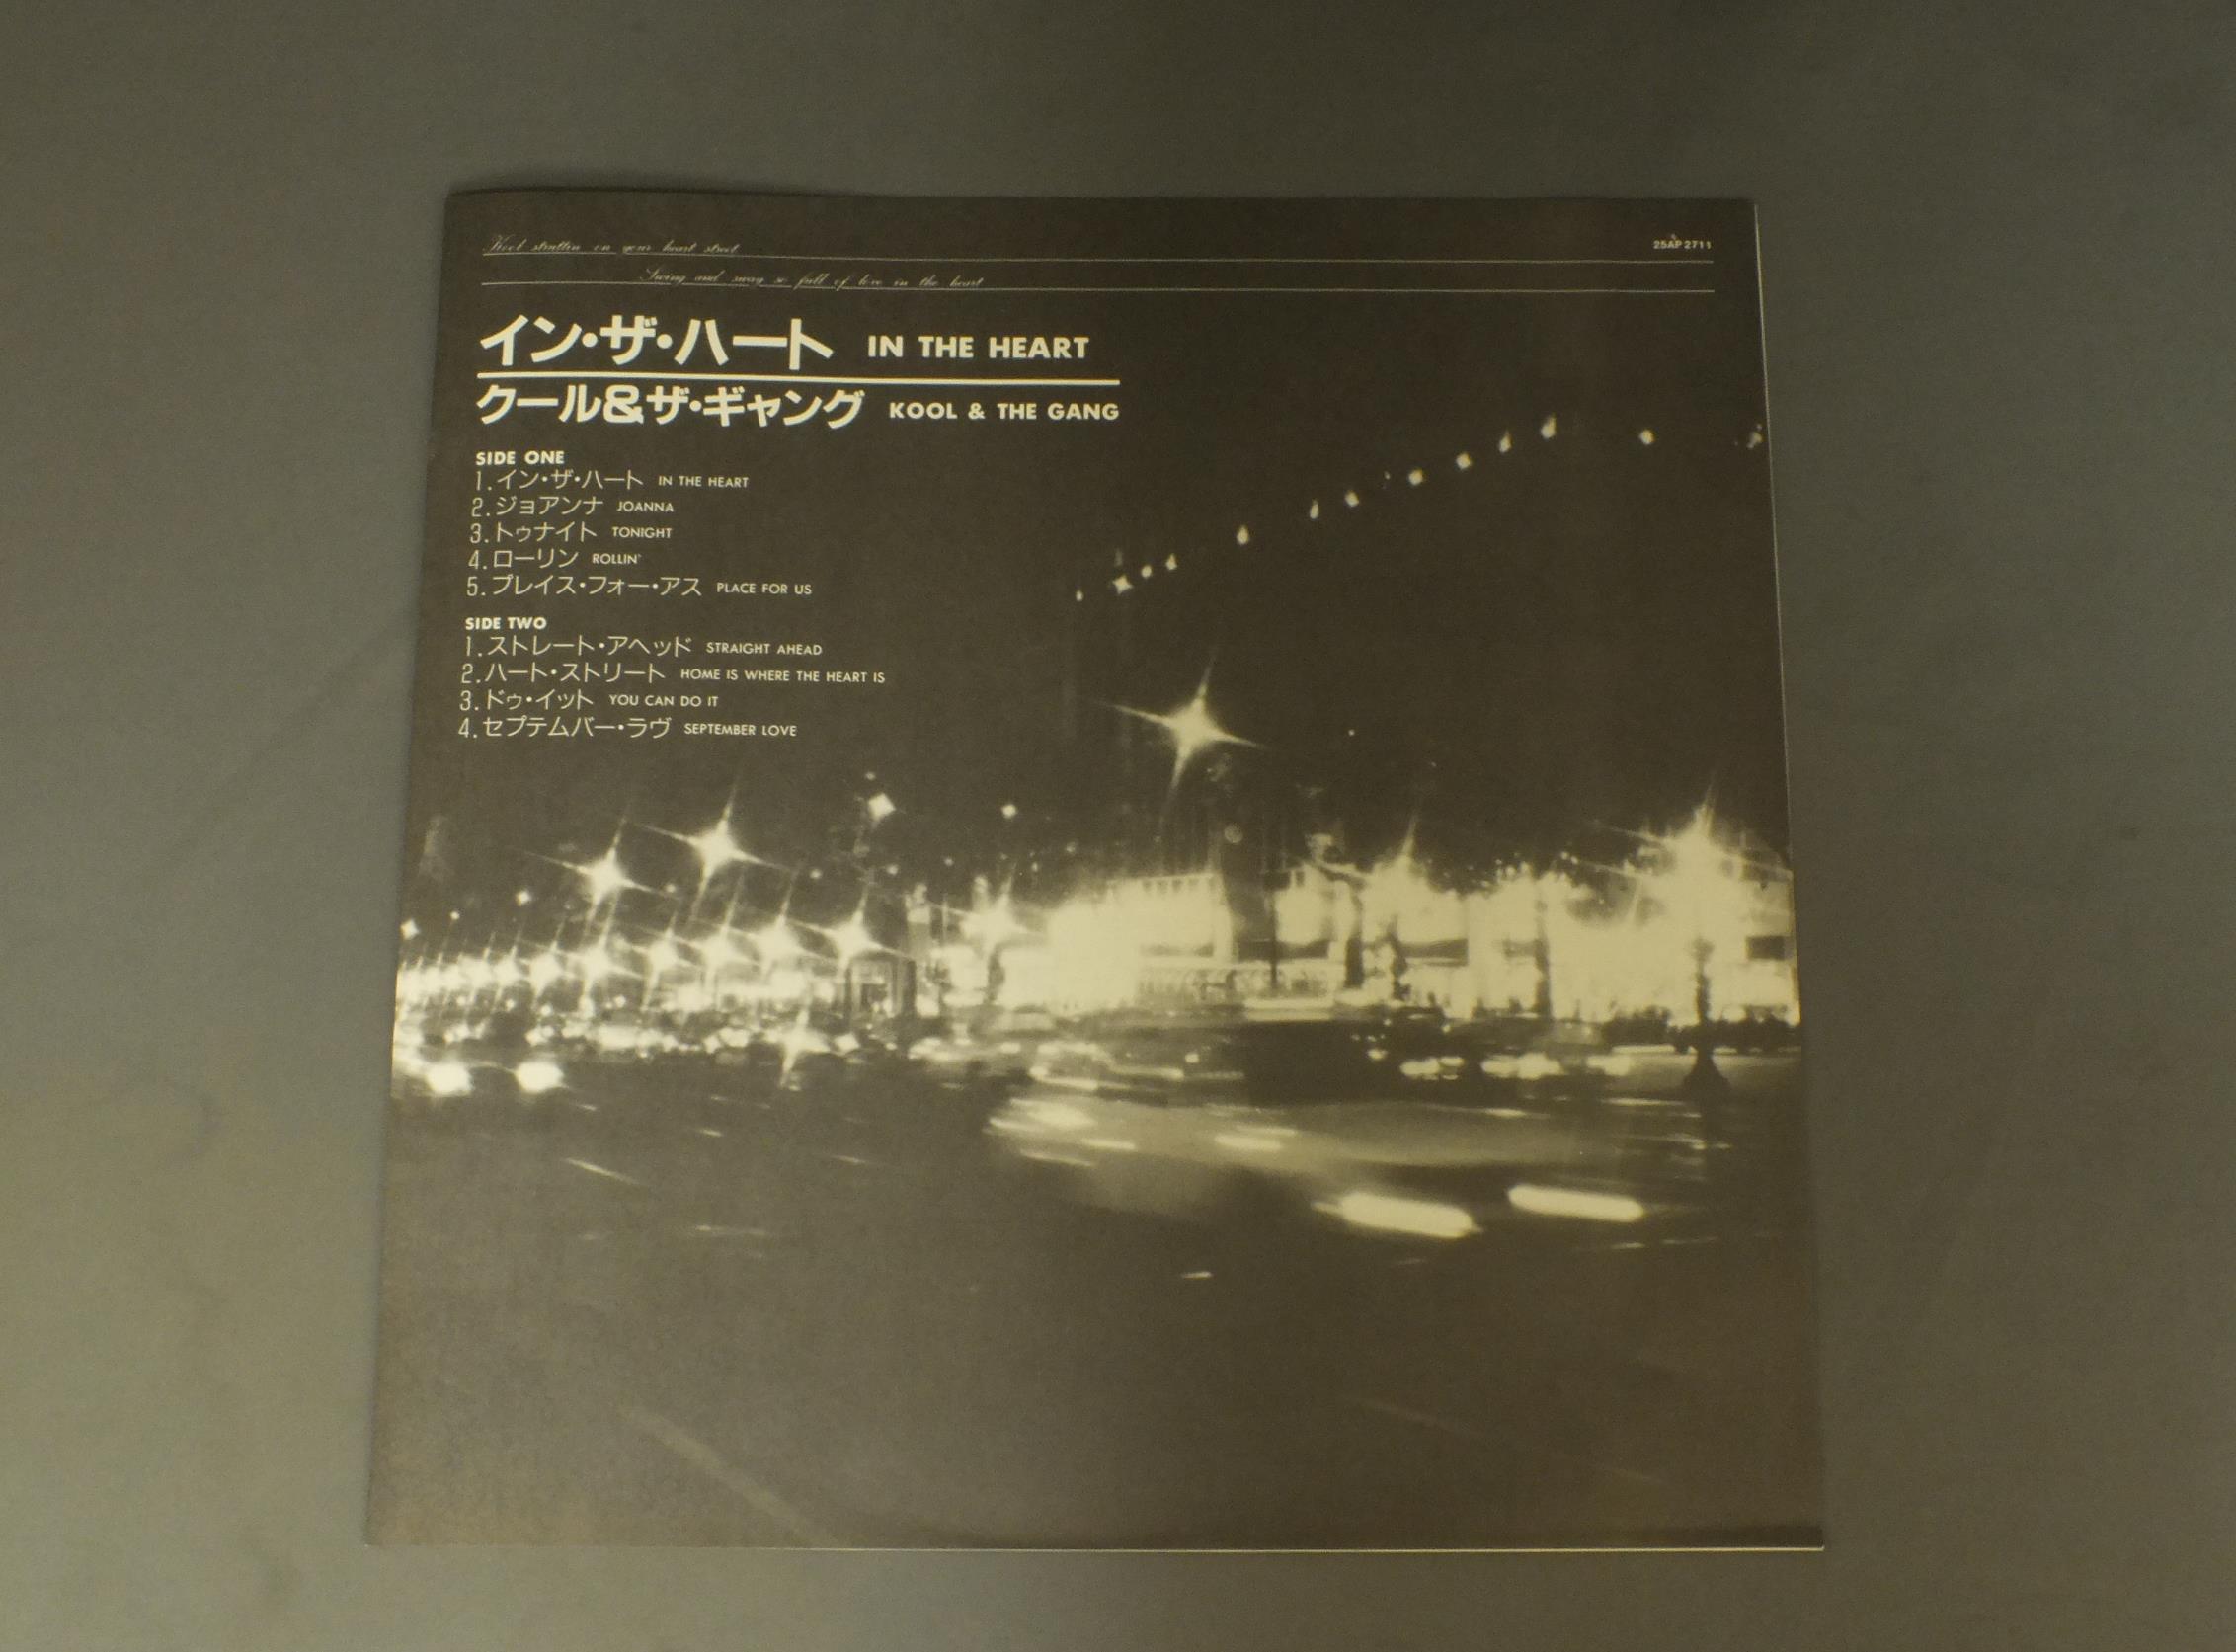 Kool struttin on your heart street
25AP 2711
Swing and sway so full of love in the heart
イン・ザ・ハート IN THE HEART
クール&ザ・ギャング KOOL & THE GANG
SIDE ONE
1.イン・ザ・ハート IN THE HEART
2.ジョアンナ JOANNA
3.トゥナイト TONIGHT
4.ローリン ROLLIN'
5.プレイス・フォー・アス PLACE FOR US
SIDE TWO
1.ストレート・アヘッド STRAIGHT AHEAD
2.ハート・ストリート HOME IS WHERE THE HEART IS
3.ドゥ・イット YOU CAN DO IT
4.セプテムバー・ラヴ SEPTEMBER LOVE